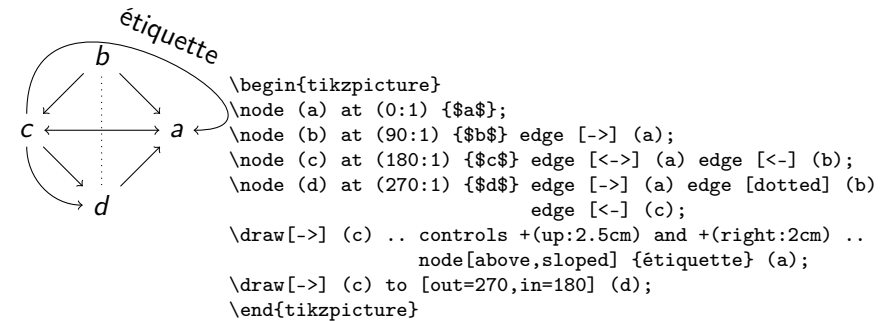 étiquette
b
c
a
d
\begin{tikzpicture}
\node (a) at (0:1) {$a$};
\node (b) at (90:1) {$b$} edge [->] (a);
\node (c) at (180:1) {$c$} edge [<->] (a) edge [<-] (b);
\node (d) at (270:1) {$d$} edge [->] (a) edge [dotted] (b)
edge [<-] (c);
\draw[->] (c) .. controls +(up:2.5cm) and +(right:2cm) ..
node[above,sloped] {étiquette} (a);
\draw[->] (c) to [out=270,in=180] (d);
\end{tikzpicture}